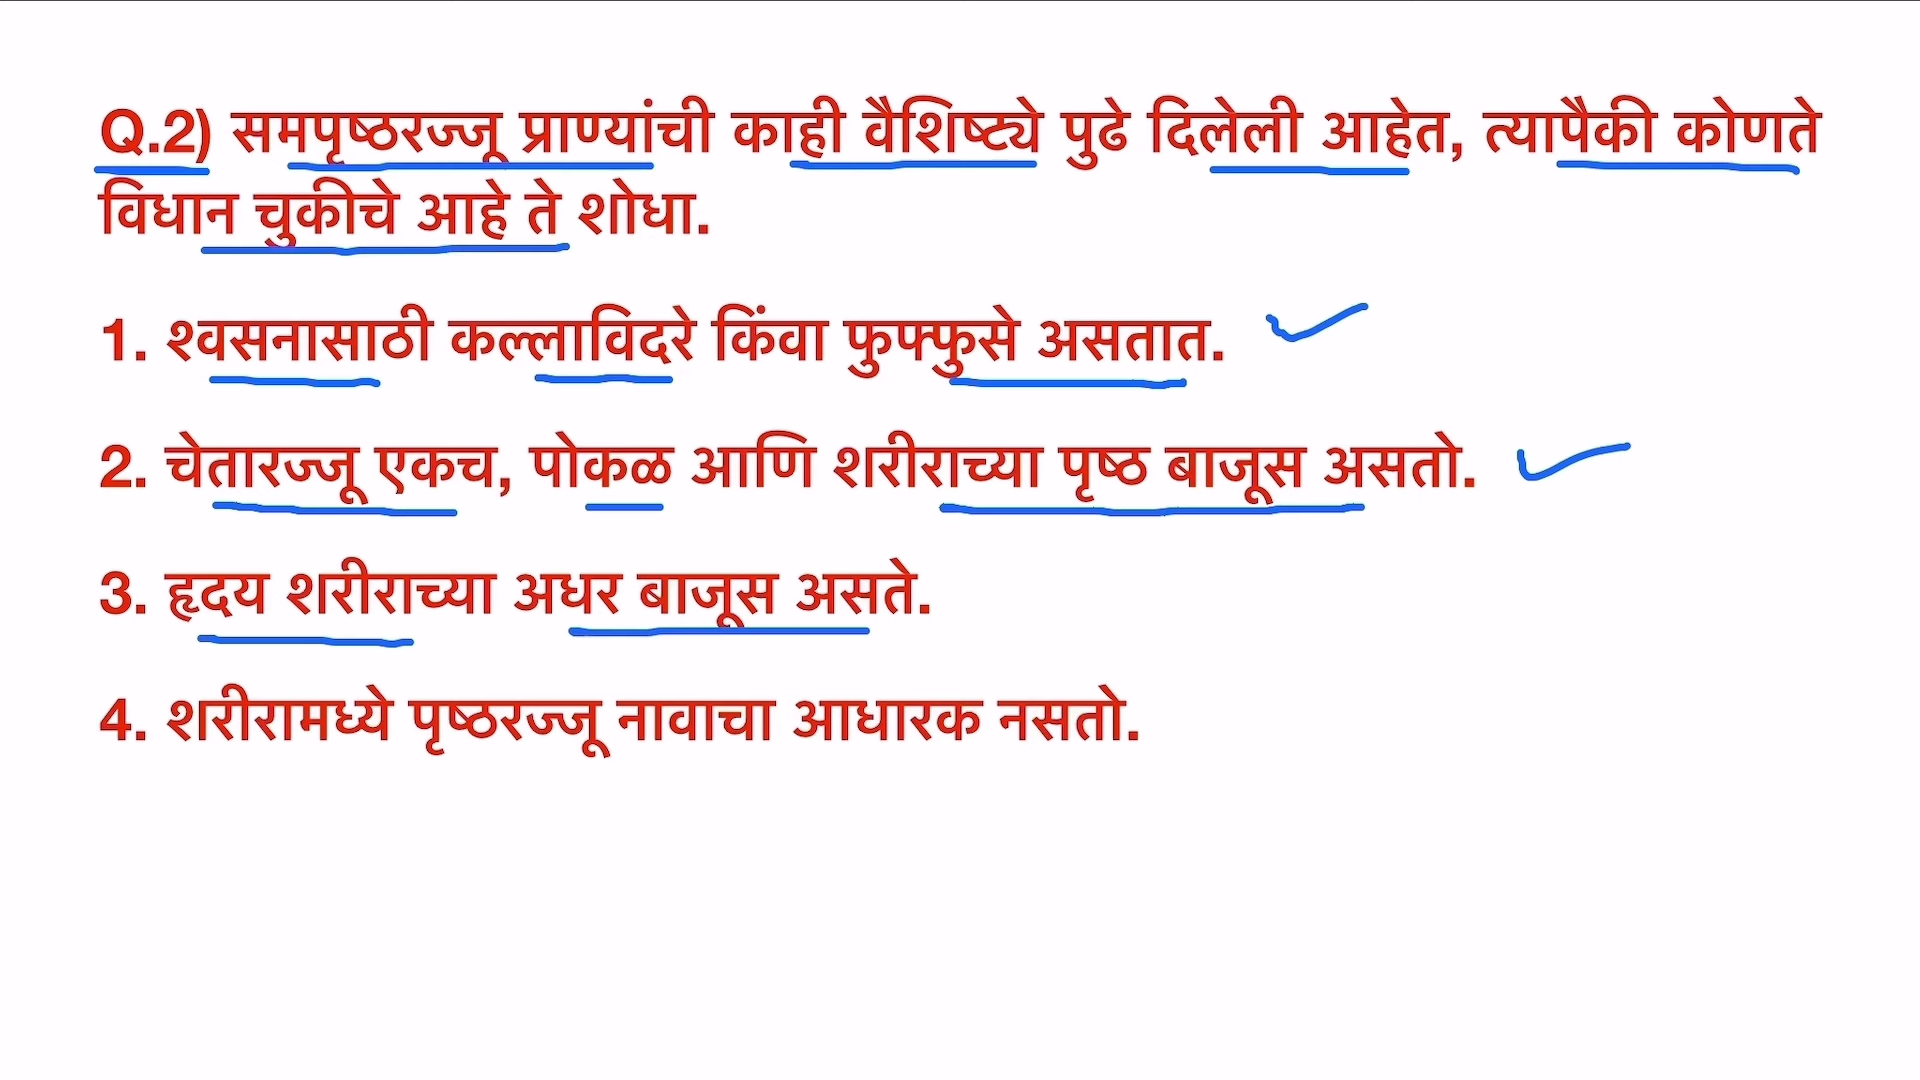 Q.2) समपृष्ठरज्जू प्राण्यांची काही वैशिष्ट्ये पुढे दिलेली आहेत, त्यापैकी कोणते
विधान चुकीचे आहे ते शोधा.
1. श्वसनासाठी कल्लाविदरे किंवा फुफ्फुसे असतात.
2. चेतारज्जू एकच, पोकळ आणि शरीराच्या पृष्ठ बाजूस असतो.
3. हृदय शरीराच्या अधर बाजूस असते.
4. शरीरामध्ये पृष्ठरज्जू नावाचा आधारक नसतो.